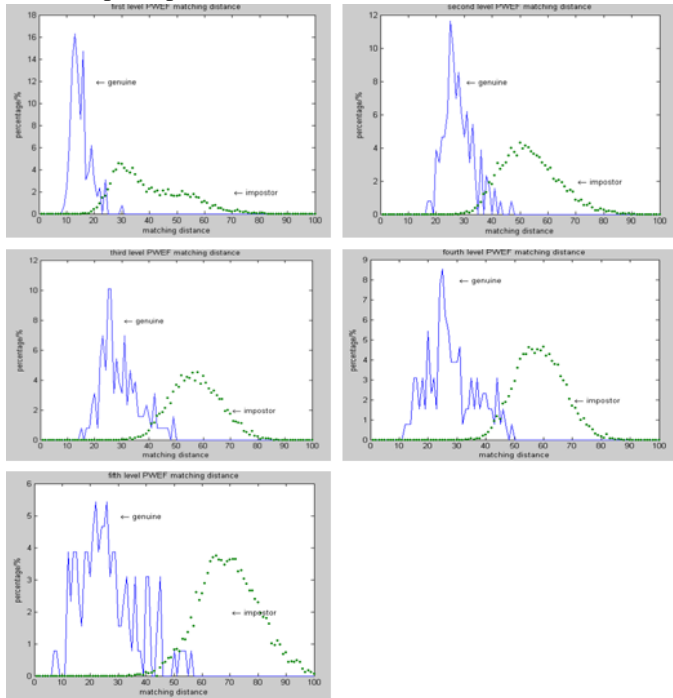 first level PWEF matching distance
18
16
14
12
10
8
6
4
2
0
percentage/%
← genuine
← impostor
0 10 20 30 40 50 60 70 80 90 100
matching distance
second level PWEF matching distance
12
10
8
6
4
2
0
percentage/%
← genuine
← impostor
0 10 20 30 40 50 60 70 80 90 100
matching distance
third level PWEF matching distance
12
10
8
6
4
2
0
percentage/%
← genuine
← impostor
0 10 20 30 40 50 60 70 80 90 100
matching distance
fourth level PWEF matching distance
9
8
7
6
5
4
3
2
1
0
percentage/%
← genuine
← impostor
0 10 20 30 40 50 60 70 80 90 100
matching distance
fifth level PWEF matching distance
6
5
4
3
2
1
0
percentage/%
← genuine
← impostor
0 10 20 30 40 50 60 70 80 90 100
matching distance